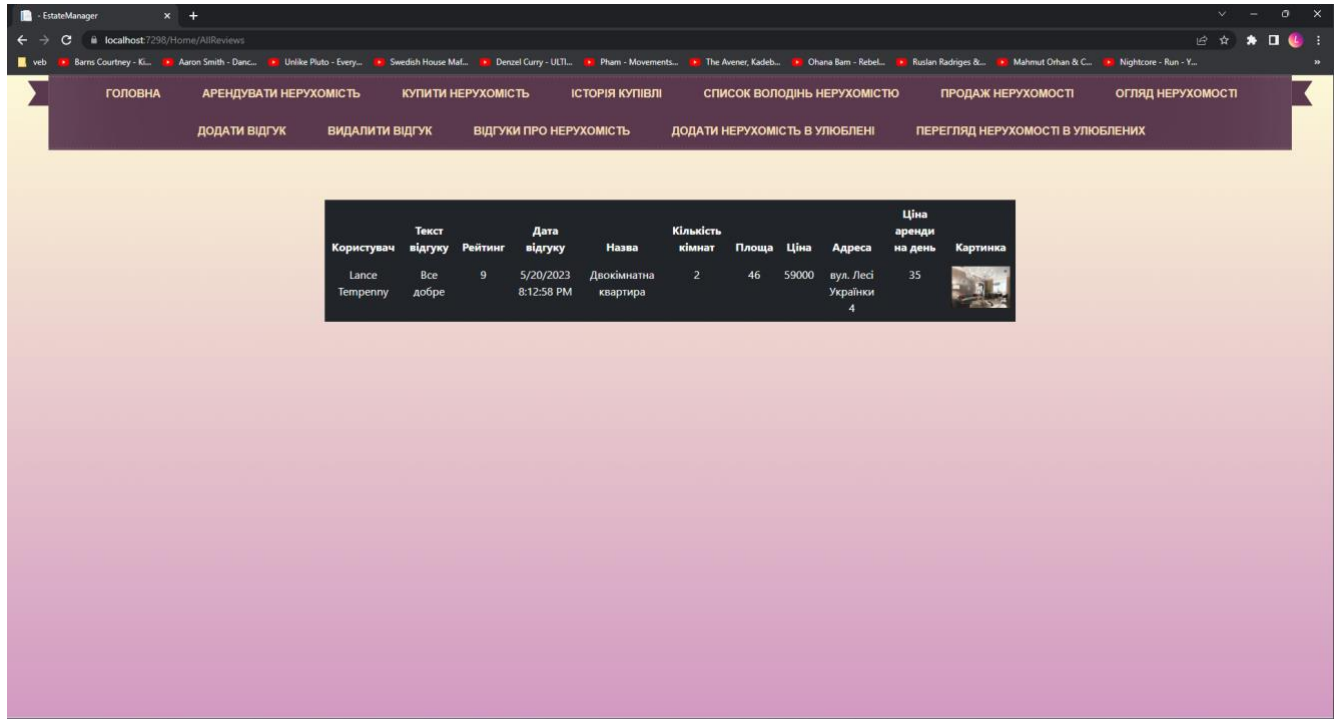 - EstateManager
localhost:7298/Home/AllReviews
veb Barns Courtney - Ki... Aaron Smith - Danc... Unlike Pluto - Every... Swedish House Maf... Denzel Curry - ULTI... Pham - Movements... The Avener, Kadeb... Ohana Bam - Rebel... Ruslan Radriges &... Mahmut Orhan & C... Nightcore - Run - Y... »
ГОЛОВНА АРЕНДУВАТИ НЕРУХОМІСТЬ КУПИТИ НЕРУХОМІСТЬ ІСТОРІЯ КУПІВЛІ СПИСОК ВОЛОДІНЬ НЕРУХОМІСТЮ ПРОДАЖ НЕРУХОМОСТІ ОГЛЯД НЕРУХОМОСТІ
ДОДАТИ ВІДГУК ВИДАЛИТИ ВІДГУК ВІДГУКИ ПРО НЕРУХОМІСТЬ ДОДАТИ НЕРУХОМІСТЬ В УЛЮБЛЕНІ ПЕРЕГЛЯД НЕРУХОМОСТІ В УЛЮБЛЕНИХ
Ціна
Текст Дата Кількість аренди
Користувач відгуку Рейтинг відгуку Назва кімнат Площа Ціна Адреса на день Картинка
Lance Все 9 5/20/2023 Двокімнатна 2 46 59000 вул. Лесі 35
Tempenny добре 8:12:58 PM квартира Українки
4